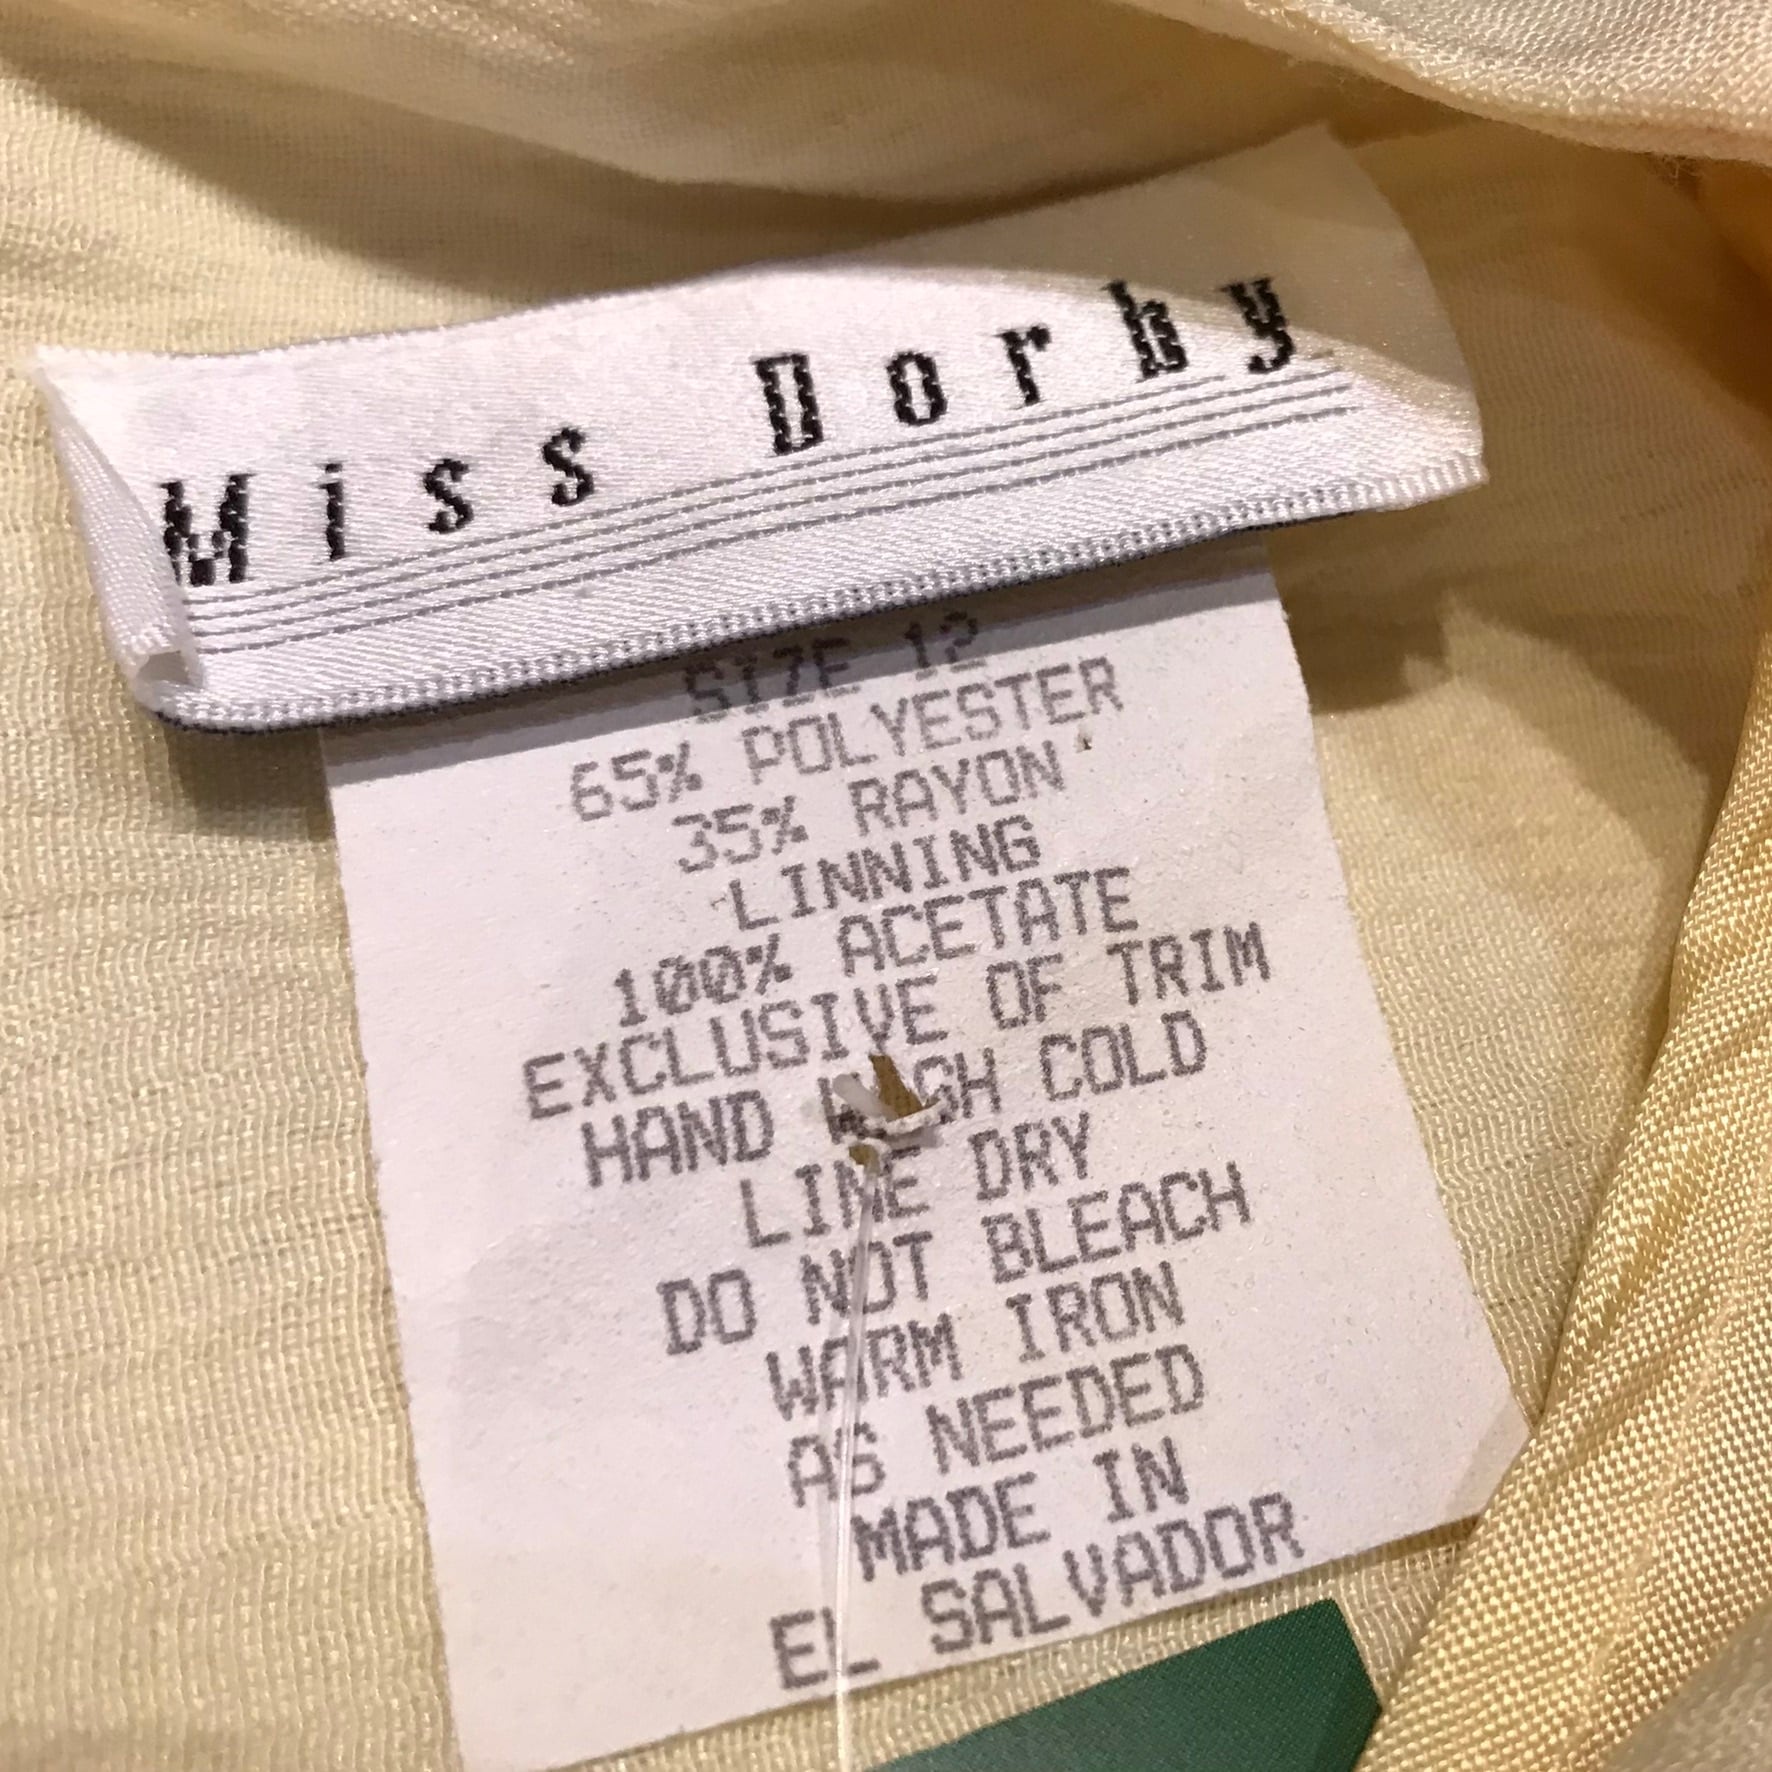 Miss Dorby
SIZE 12
65% POLYESTER
35% RAYON
LINNING
100% ACETATE
EXCLUSIVE OF TRIM
HAND WASH COLD
LINE DRY
DO NOT BLEACH
WARM IRON
AS NEEDED
MADE IN
EL SALVADOR